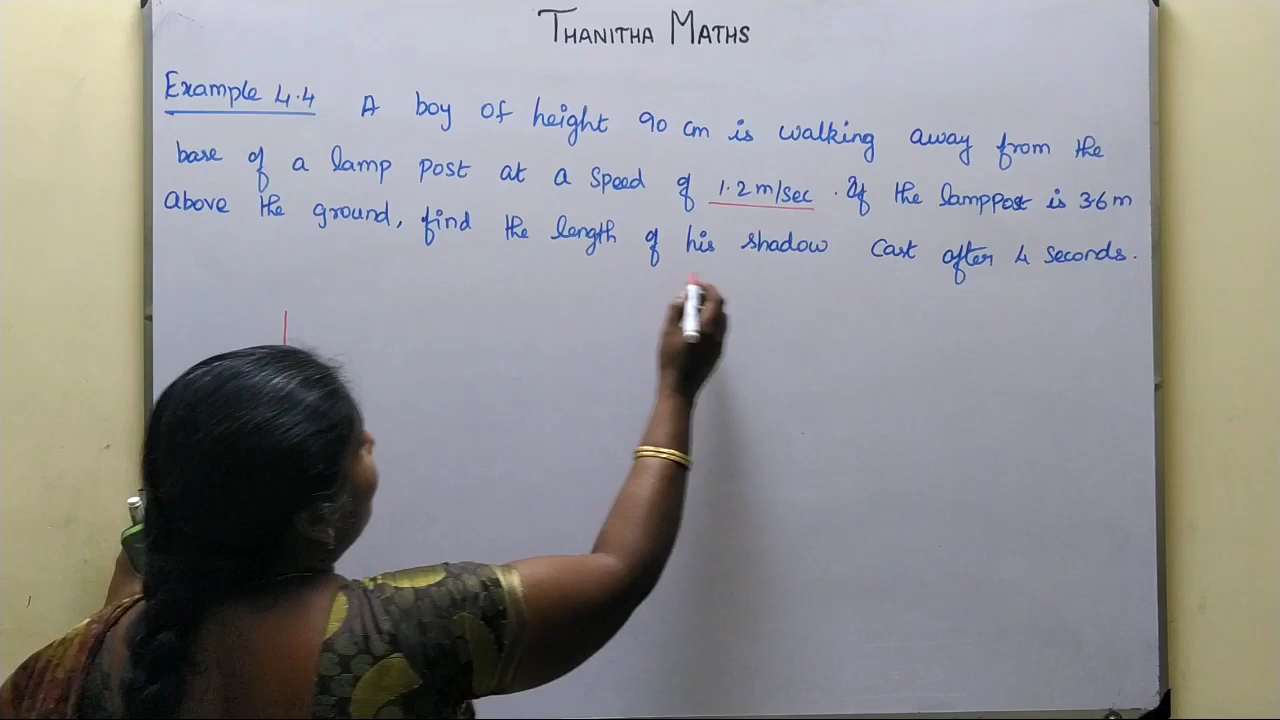 THANITHA MATHS
Example 4.4 A boy of height 90 cm is walking away from the
base of a lamp post at a speed of 1.2 m/sec. If the lamppost is 3.6 m
above the ground, find the length of his shadow cast after 4 seconds.